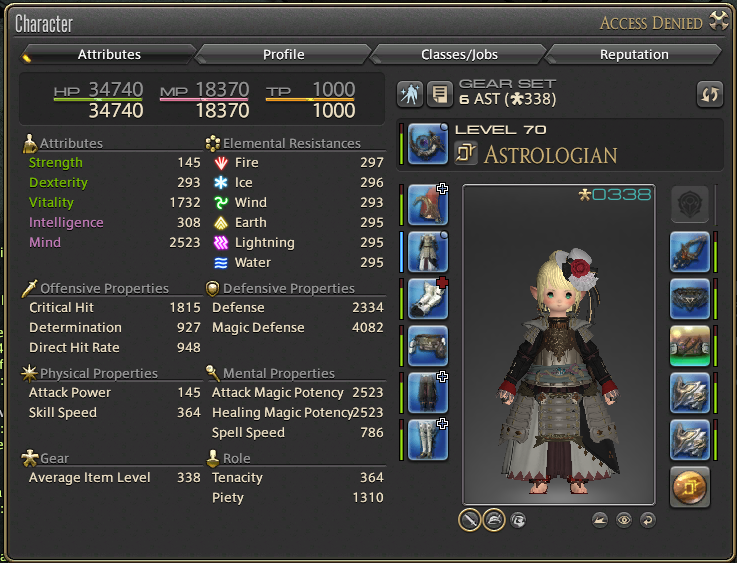 Character
ACCESS DENIED
Attributes Profile Classes/Jobs Reputation
HP 34740 MP 18370 TP 1000
34740 18370 1000
GEAR SET
6 AST (338)
LEVEL 70
ASTROLOGIAN
0338
Attributes
Strength 145
Dexterity 293
Vitality 1732
Intelligence 308
Mind 2523
Elemental Resistances
Fire 297
Ice 296
Wind 293
Earth 295
Lightning 295
Water 295
Offensive Properties
Critical Hit 1815
Determination 927
Direct Hit Rate 948
Defensive Properties
Defense 2334
Magic Defense 4082
Physical Properties
Attack Power 145
Skill Speed 364
Mental Properties
Attack Magic Potency 2523
Healing Magic Potency 2523
Spell Speed 786
Gear
Average Item Level 338
Role
Tenacity 364
Piety 1310